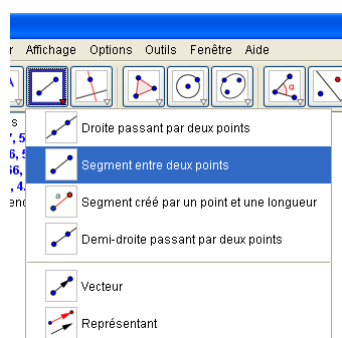 Affichage Options Outils Fenêtre Aide
Droite passant par deux points
Segment entre deux points
Segment créé par un point et une longueur
Demi-droite passant par deux points
Vecteur
Représentant